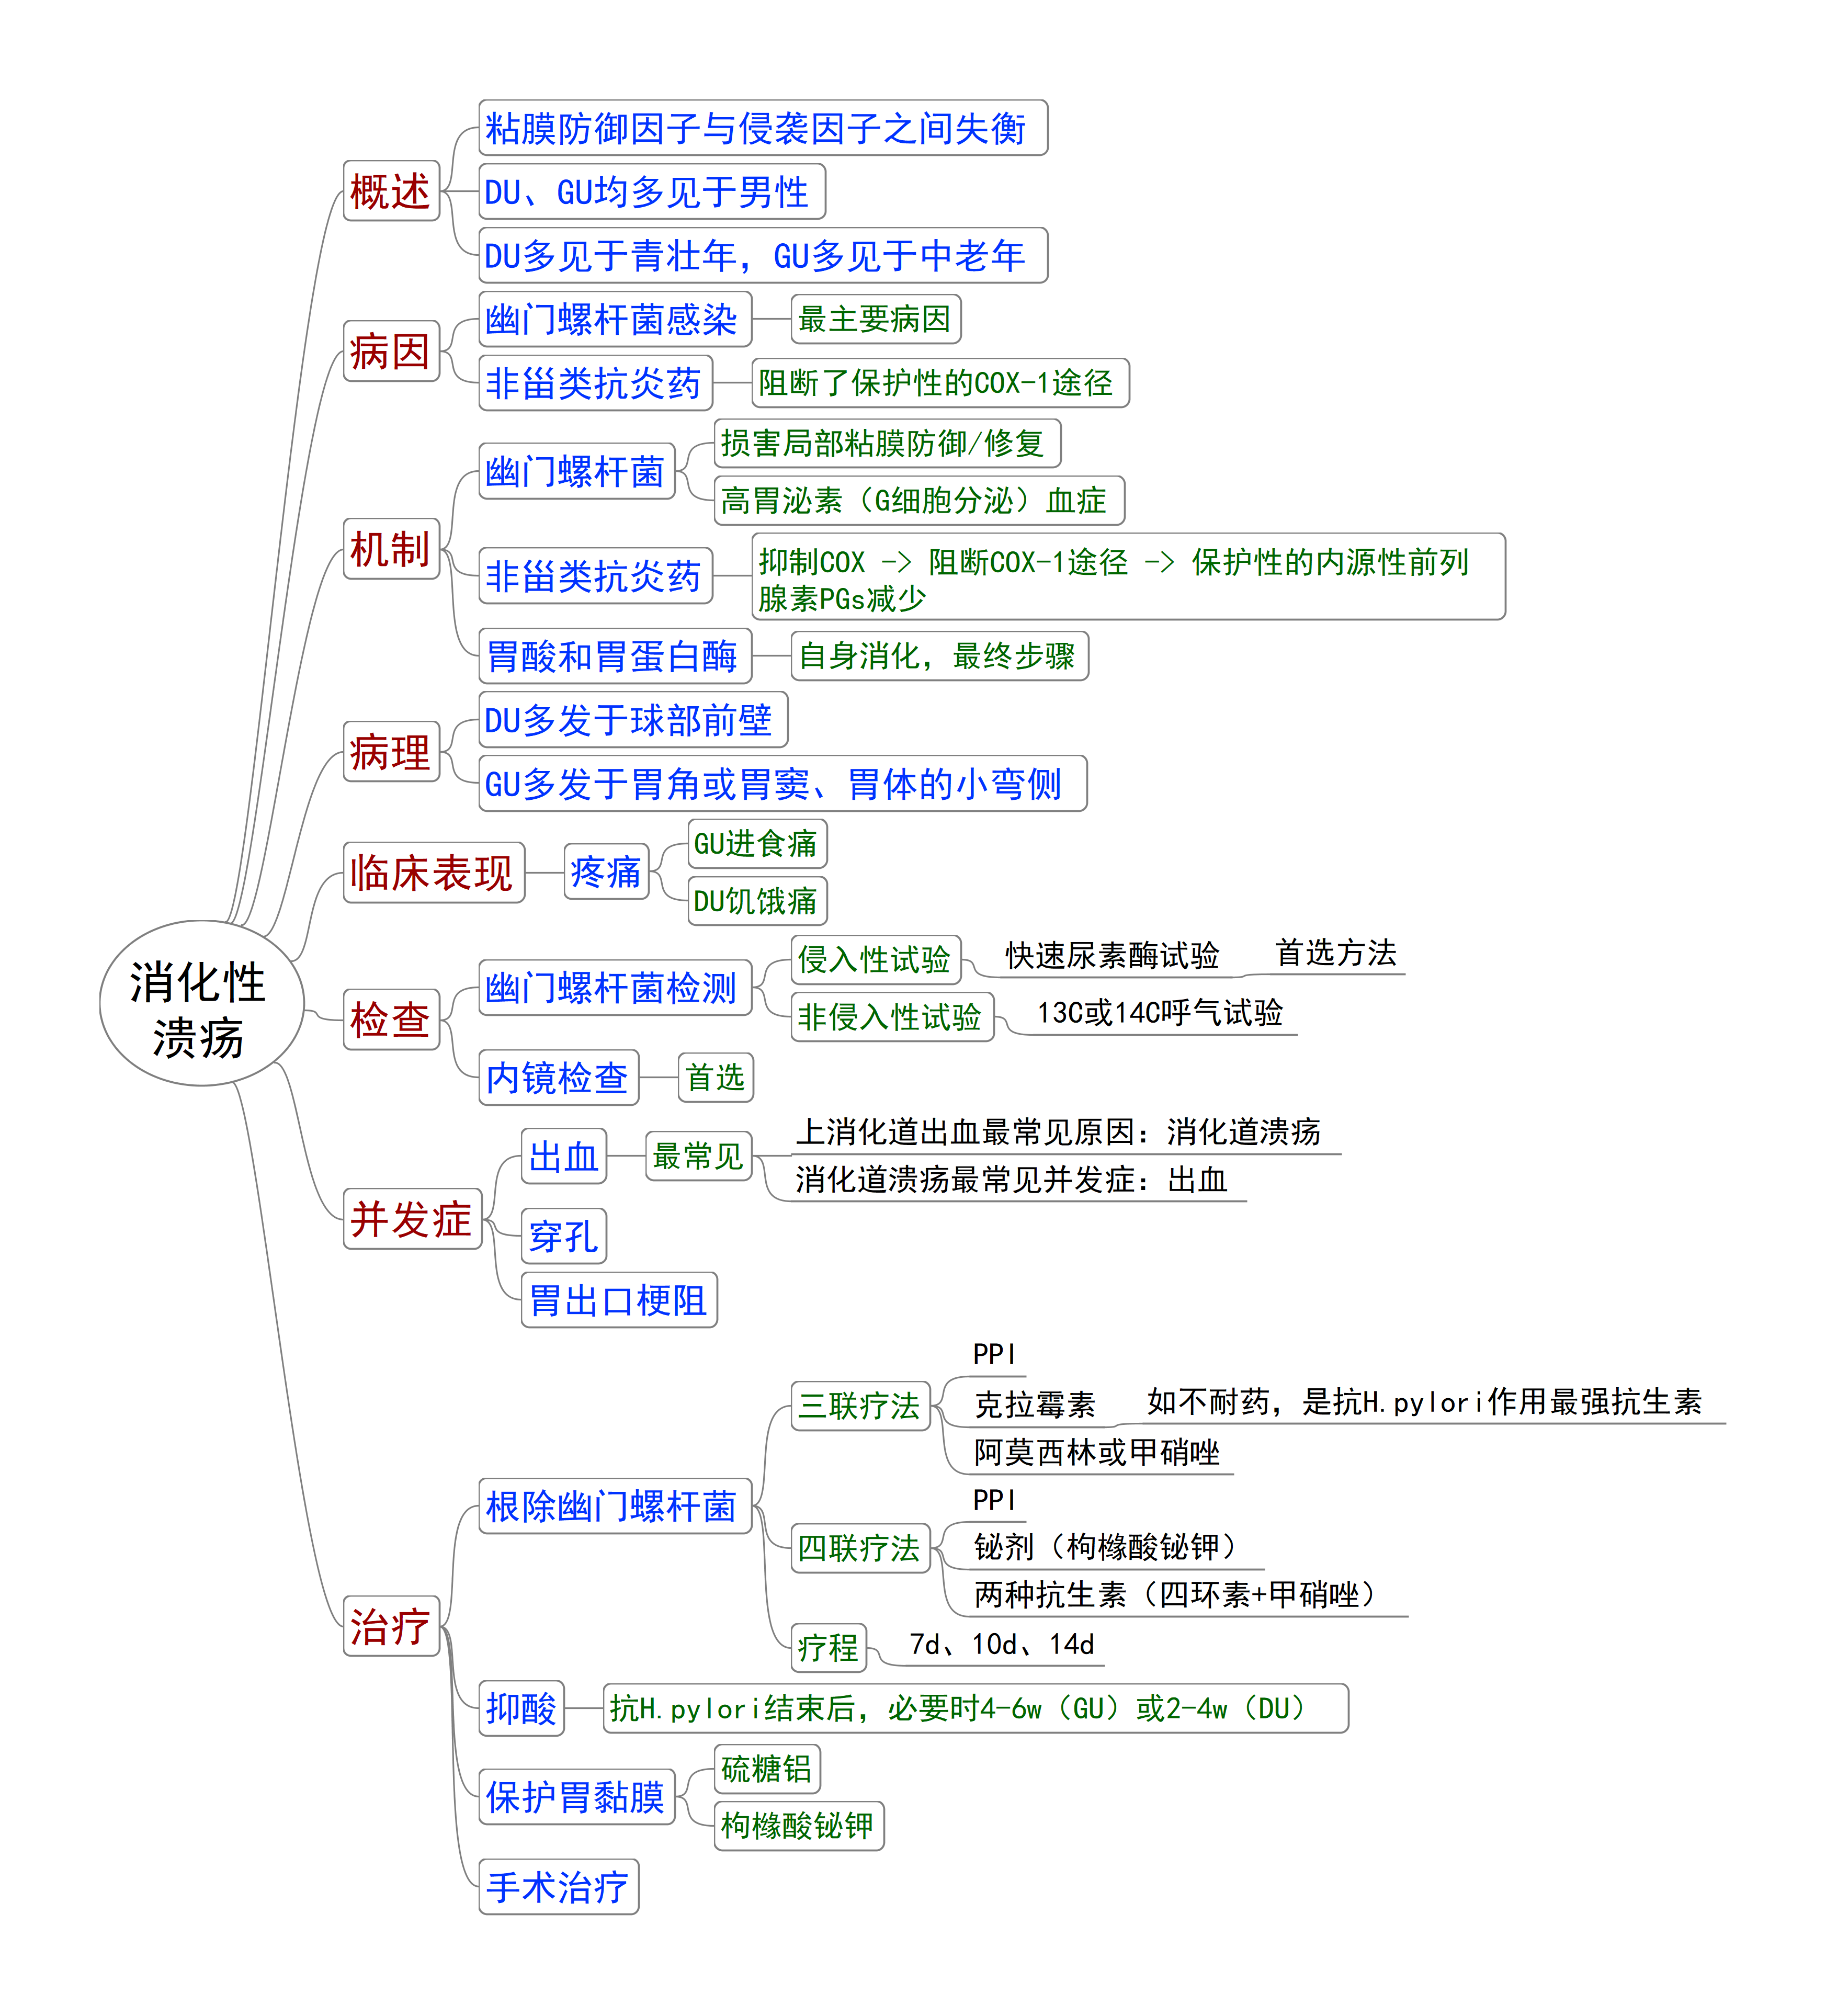 消化性
溃疡
概述
粘膜防御因子与侵袭因子之间失衡
DU、GU均多见于男性
DU多见于青壮年，GU多见于中老年
病因
幽门螺杆菌感染
最主要病因
非甾类抗炎药
阻断了保护性的COX-1途径
机制
幽门螺杆菌
损害局部粘膜防御/修复
高胃泌素（G细胞分泌）血症
非甾类抗炎药
抑制COX -> 阻断COX-1途径 -> 保护性的内源性前列
腺素PGs减少
胃酸和胃蛋白酶
自身消化，最终步骤
病理
DU多发于球部前壁
GU多发于胃角或胃窦、胃体的小弯侧
临床表现
疼痛
GU进食痛
DU饥饿痛
检查
幽门螺杆菌检测
侵入性试验
快速尿素酶试验
首选方法
非侵入性试验
13C或14C呼气试验
内镜检查
首选
并发症
出血
最常见
上消化道出血最常见原因：消化道溃疡
消化道溃疡最常见并发症：出血
穿孔
胃出口梗阻
治疗
根除幽门螺杆菌
三联疗法
PPI
克拉霉素
如不耐药，是抗H.pylori作用最强抗生素
阿莫西林或甲硝唑
四联疗法
PPI
铋剂（枸橼酸铋钾）
两种抗生素（四环素+甲硝唑）
疗程
7d、10d、14d
抑酸
抗H.pylori结束后，必要时4-6w（GU）或2-4w（DU）
保护胃黏膜
硫糖铝
枸橼酸铋钾
手术治疗